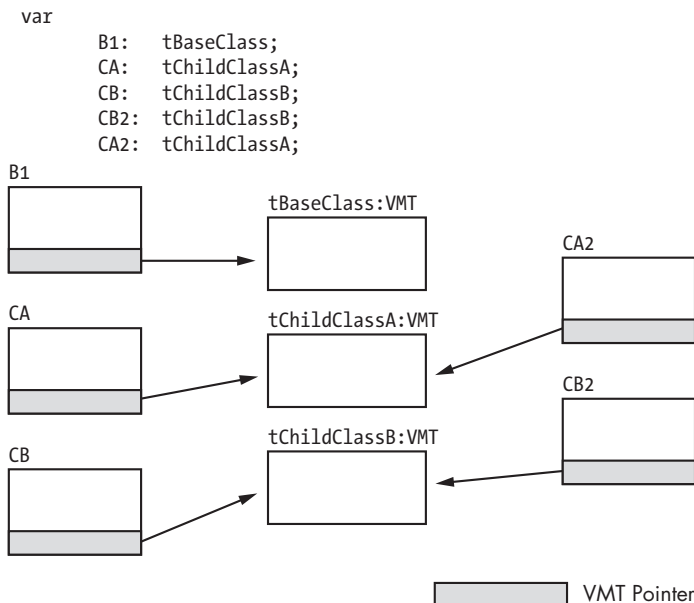 var
B1: tBaseClass;
CA: tChildClassA;
CB: tChildClassB;
CB2: tChildClassB;
CA2: tChildClassA;
B1
tBaseClass:VMT
CA2
CA
tChildClassA:VMT
CB2
tChildClassB:VMT
CB
VMT Pointer